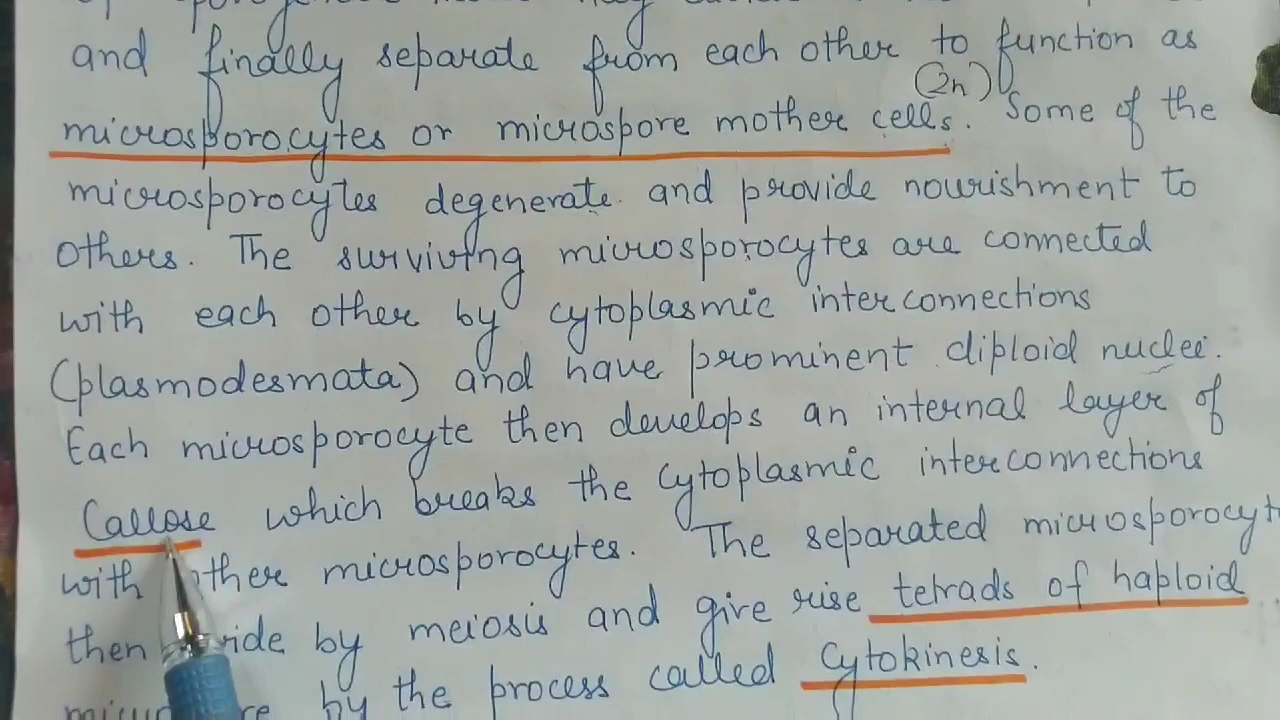 and finally separate from each other to function as
(2n)
microsporocytes or microspore mother cells. Some of the
microsporocytes degenerate and provide nourishment to
others. The surviving microsporocytes are connected
with each other by cytoplasmic interconnections
(plasmodesmata) and have prominent diploid nuclei.
Each microsporocyte then develops an internal layer of
Callose which breaks the cytoplasmic interconnections
with other microsporocytes. The separated microsporocyt
then by meiosis and give rise tetrads of haploid
by the process called Cytokinesis.